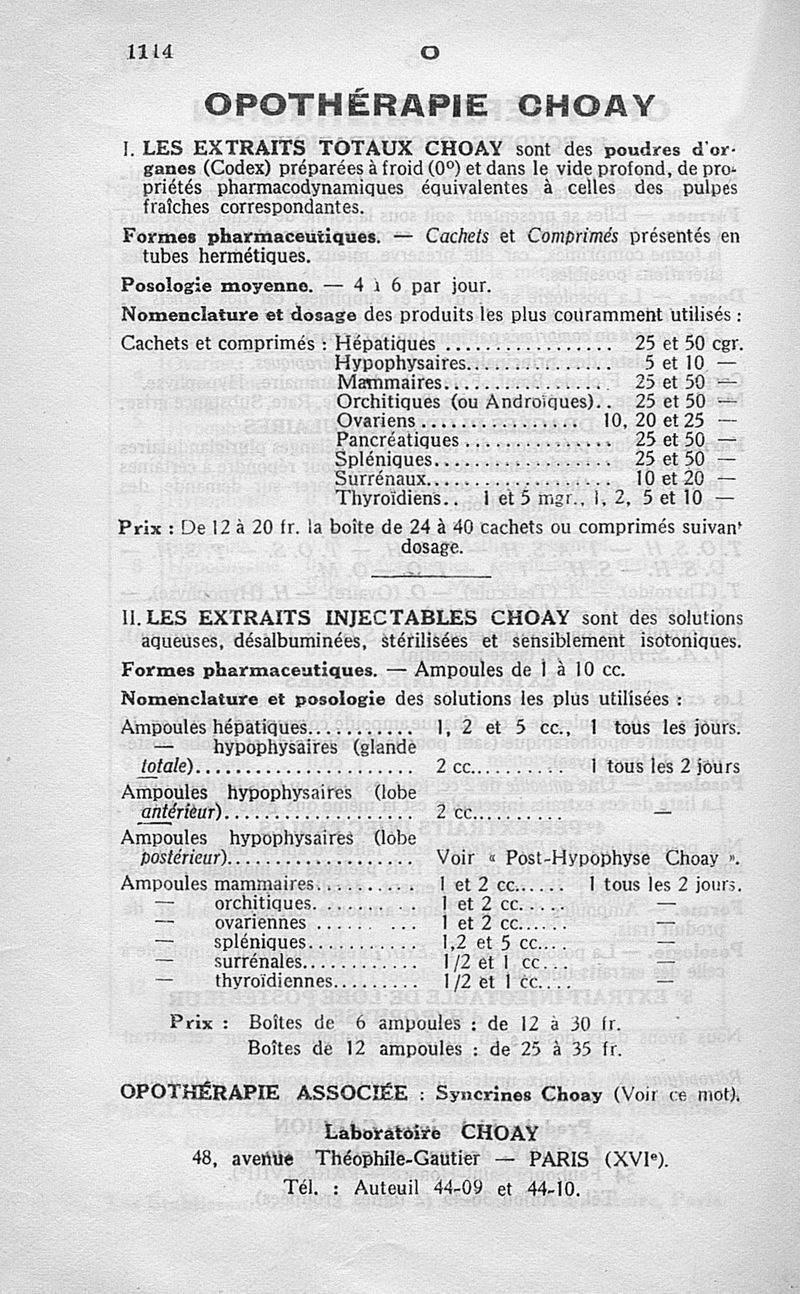 1114
O
OPOTHÉRAPIE CHOAY
I. LES EXTRAITS TOTAUX CHOAY sont des poudres d'or-
ganes (Codex) préparées à froid (0°) et dans le vide profond, de pro-
priétés pharmacodynamiques équivalentes à celles des pulpes
fraîches correspondantes.
Formes pharmaceutiques. — Cachets et Comprimés présentés en
tubes hermétiques.
Posologie moyenne. — 4 à 6 par jour.
Nomenclature et dosage des produits les plus couramment utilisés :
Cachets et comprimés : Hépatiques ................ 25 et 50 cgr.
Hypophysaires................ 5 et 10 —
Mammaires.................. 25 et 50 —
Orchitiques (ou Androïques).. 25 et 50 —
Ovariens................ 10, 20 et 25 —
Pancréatiques ............... 25 et 50 —
Spléniques................... 25 et 50 —
Surrénaux.................... 10 et 20 —
Thyroïdiens.. 1 et 5 mgr., 1, 2, 5 et 10 —
Prix : De 12 à 20 fr. la boîte de 24 à 40 cachets ou comprimés suivant
dosage.
II. LES EXTRAITS INJECTABLES CHOAY sont des solutions
aqueuses, désalbuminées, stérilisées et sensiblement isotoniques.
Formes pharmaceutiques. — Ampoules de 1 à 10 cc.
Nomenclature et posologie des solutions les plus utilisées :
Ampoules hépatiques........... 1, 2 et 5 cc., 1 tous les jours.
— hypophysaires (glande
totale)...................... 2 cc.......... 1 tous les 2 jours
Ampoules hypophysaires (lobe
antérieur)................... 2 cc.......... —
Ampoules hypophysaires (lobe
postérieur)................... Voir « Post-Hypophyse Choay ».
Ampoules mammaires.......... 1 et 2 cc...... 1 tous les 2 jours.
— orchitiques........... 1 et 2 cc...... —
— ovariennes .......... 1 et 2 cc...... —
— spléniques........... 1,2 et 5 cc.... —
— surrénales............ 1/2 et 1 cc.... —
— thyroïdiennes......... 1/2 et 1 cc.... —
Prix : Boîtes de 6 ampoules : de 12 à 30 fr.
Boîtes de 12 ampoules : de 25 à 35 fr.
OPOTHÉRAPIE ASSOCIÉE : Syncrines Choay (Voir ce mot).
Laboratoire CHOAY
48, avenue Théophile-Gautier — PARIS (XVIe).
Tél. : Auteuil 44-09 et 44-10.